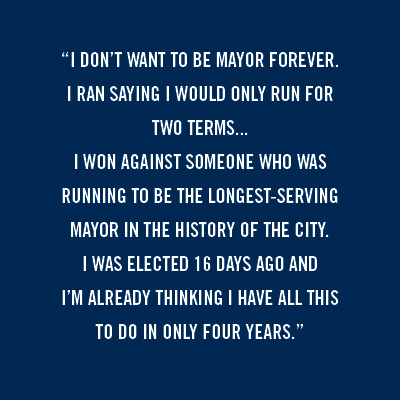 “I DON’T WANT TO BE MAYOR FOREVER.
I RAN SAYING I WOULD ONLY RUN FOR
TWO TERMS...
I WON AGAINST SOMEONE WHO WAS
RUNNING TO BE THE LONGEST-SERVING
MAYOR IN THE HISTORY OF THE CITY.
I WAS ELECTED 16 DAYS AGO AND
I’M ALREADY THINKING I HAVE ALL THIS
TO DO IN ONLY FOUR YEARS.”